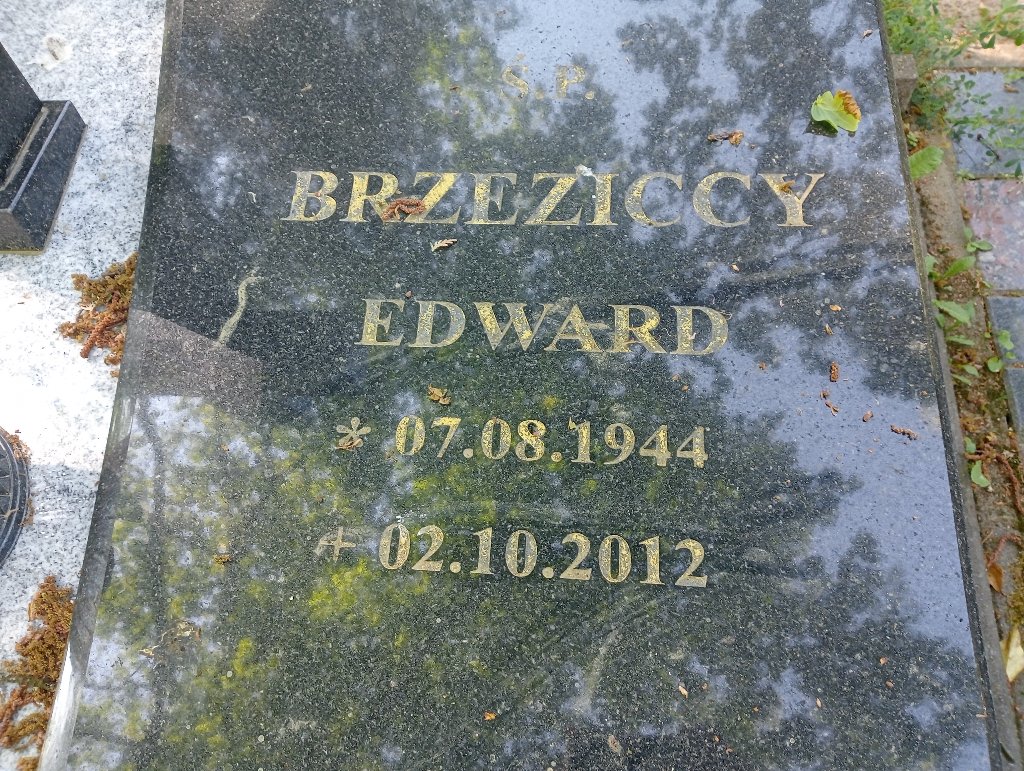 Ś.P.
BRZEZICCY
EDWARD
* 07.08.1944
+ 02.10.2012